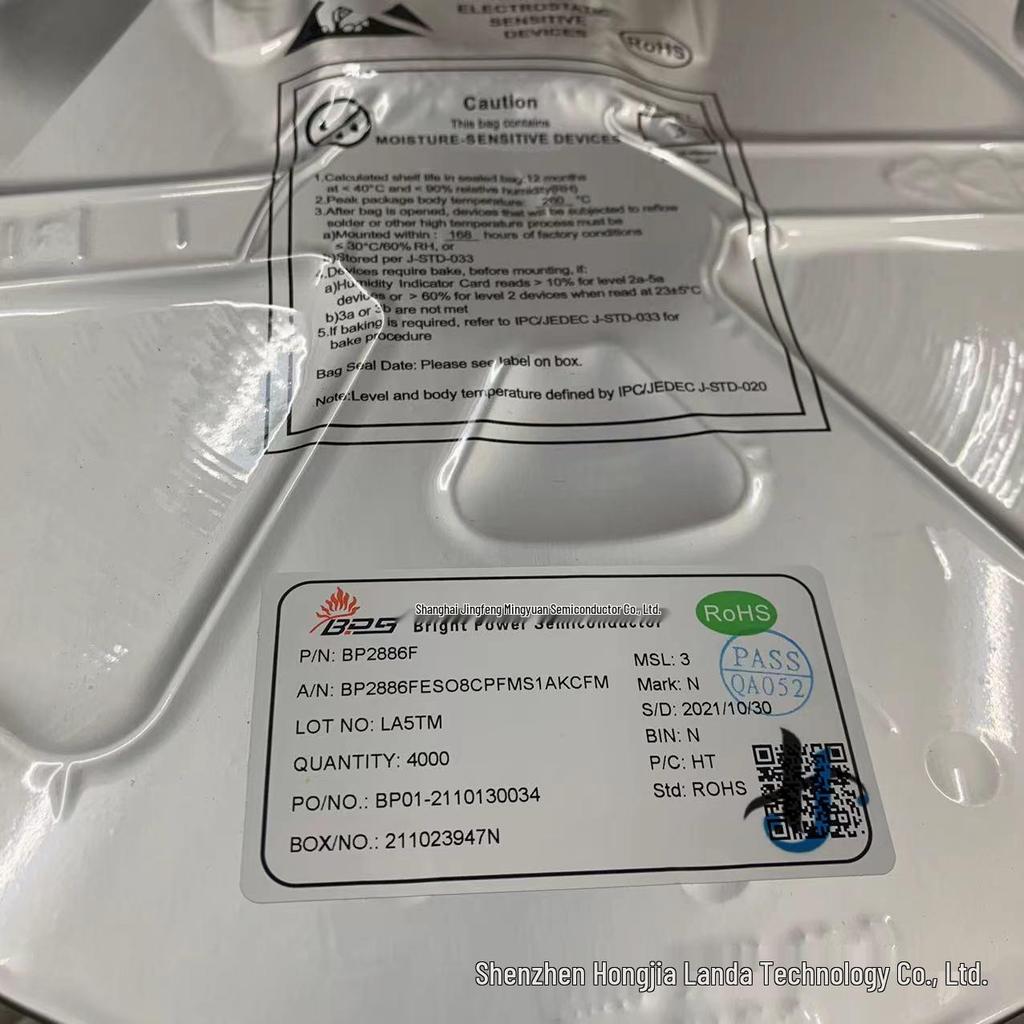 ELECTROSTATIC
SENSITIVE
DEVICES
RoHS
Caution
This bag contains
MOISTURE-SENSITIVE DEVICES
1.Calculated shelf life in sealed bag:12 months
at < 40°C and < 90% relative humidity(RH)
2.Peak package body temperature: 260 °C
3.After bag is opened, devices that will be subjected to reflow
solder or other high temperature process must be
a)Mounted within : 168 hours of factory conditions
≤ 30°C/60% RH, or
b)Stored per J-STD-033
4.Devices require bake, before mounting, if:
a)Humidity Indicator Card reads > 10% for level 2a-5a
devices or > 60% for level 2 devices when read at 23±5°C
b)3a or 3b are not met
5.If baking is required, refer to IPC/JEDEC J-STD-033 for
bake procedure
Bag Seal Date: Please see label on box.
Note:Level and body temperature defined by IPC/JEDEC J-STD-020
BPS
Shanghai Jingfeng Mingyuan Semiconductor Co., Ltd.
Bright Power Semiconductor
RoHS
P/N: BP2886F
A/N: BP2886FESO8CPFMS1AKCFM
LOT NO: LA5TM
QUANTITY: 4000
PO/NO.: BP01-2110130034
BOX/NO.: 211023947N
MSL: 3
Mark: N
S/D: 2021/10/30
BIN: N
P/C: HT
Std: ROHS
PASS
QA052
Shenzhen Hongjia Landa Technology Co., Ltd.